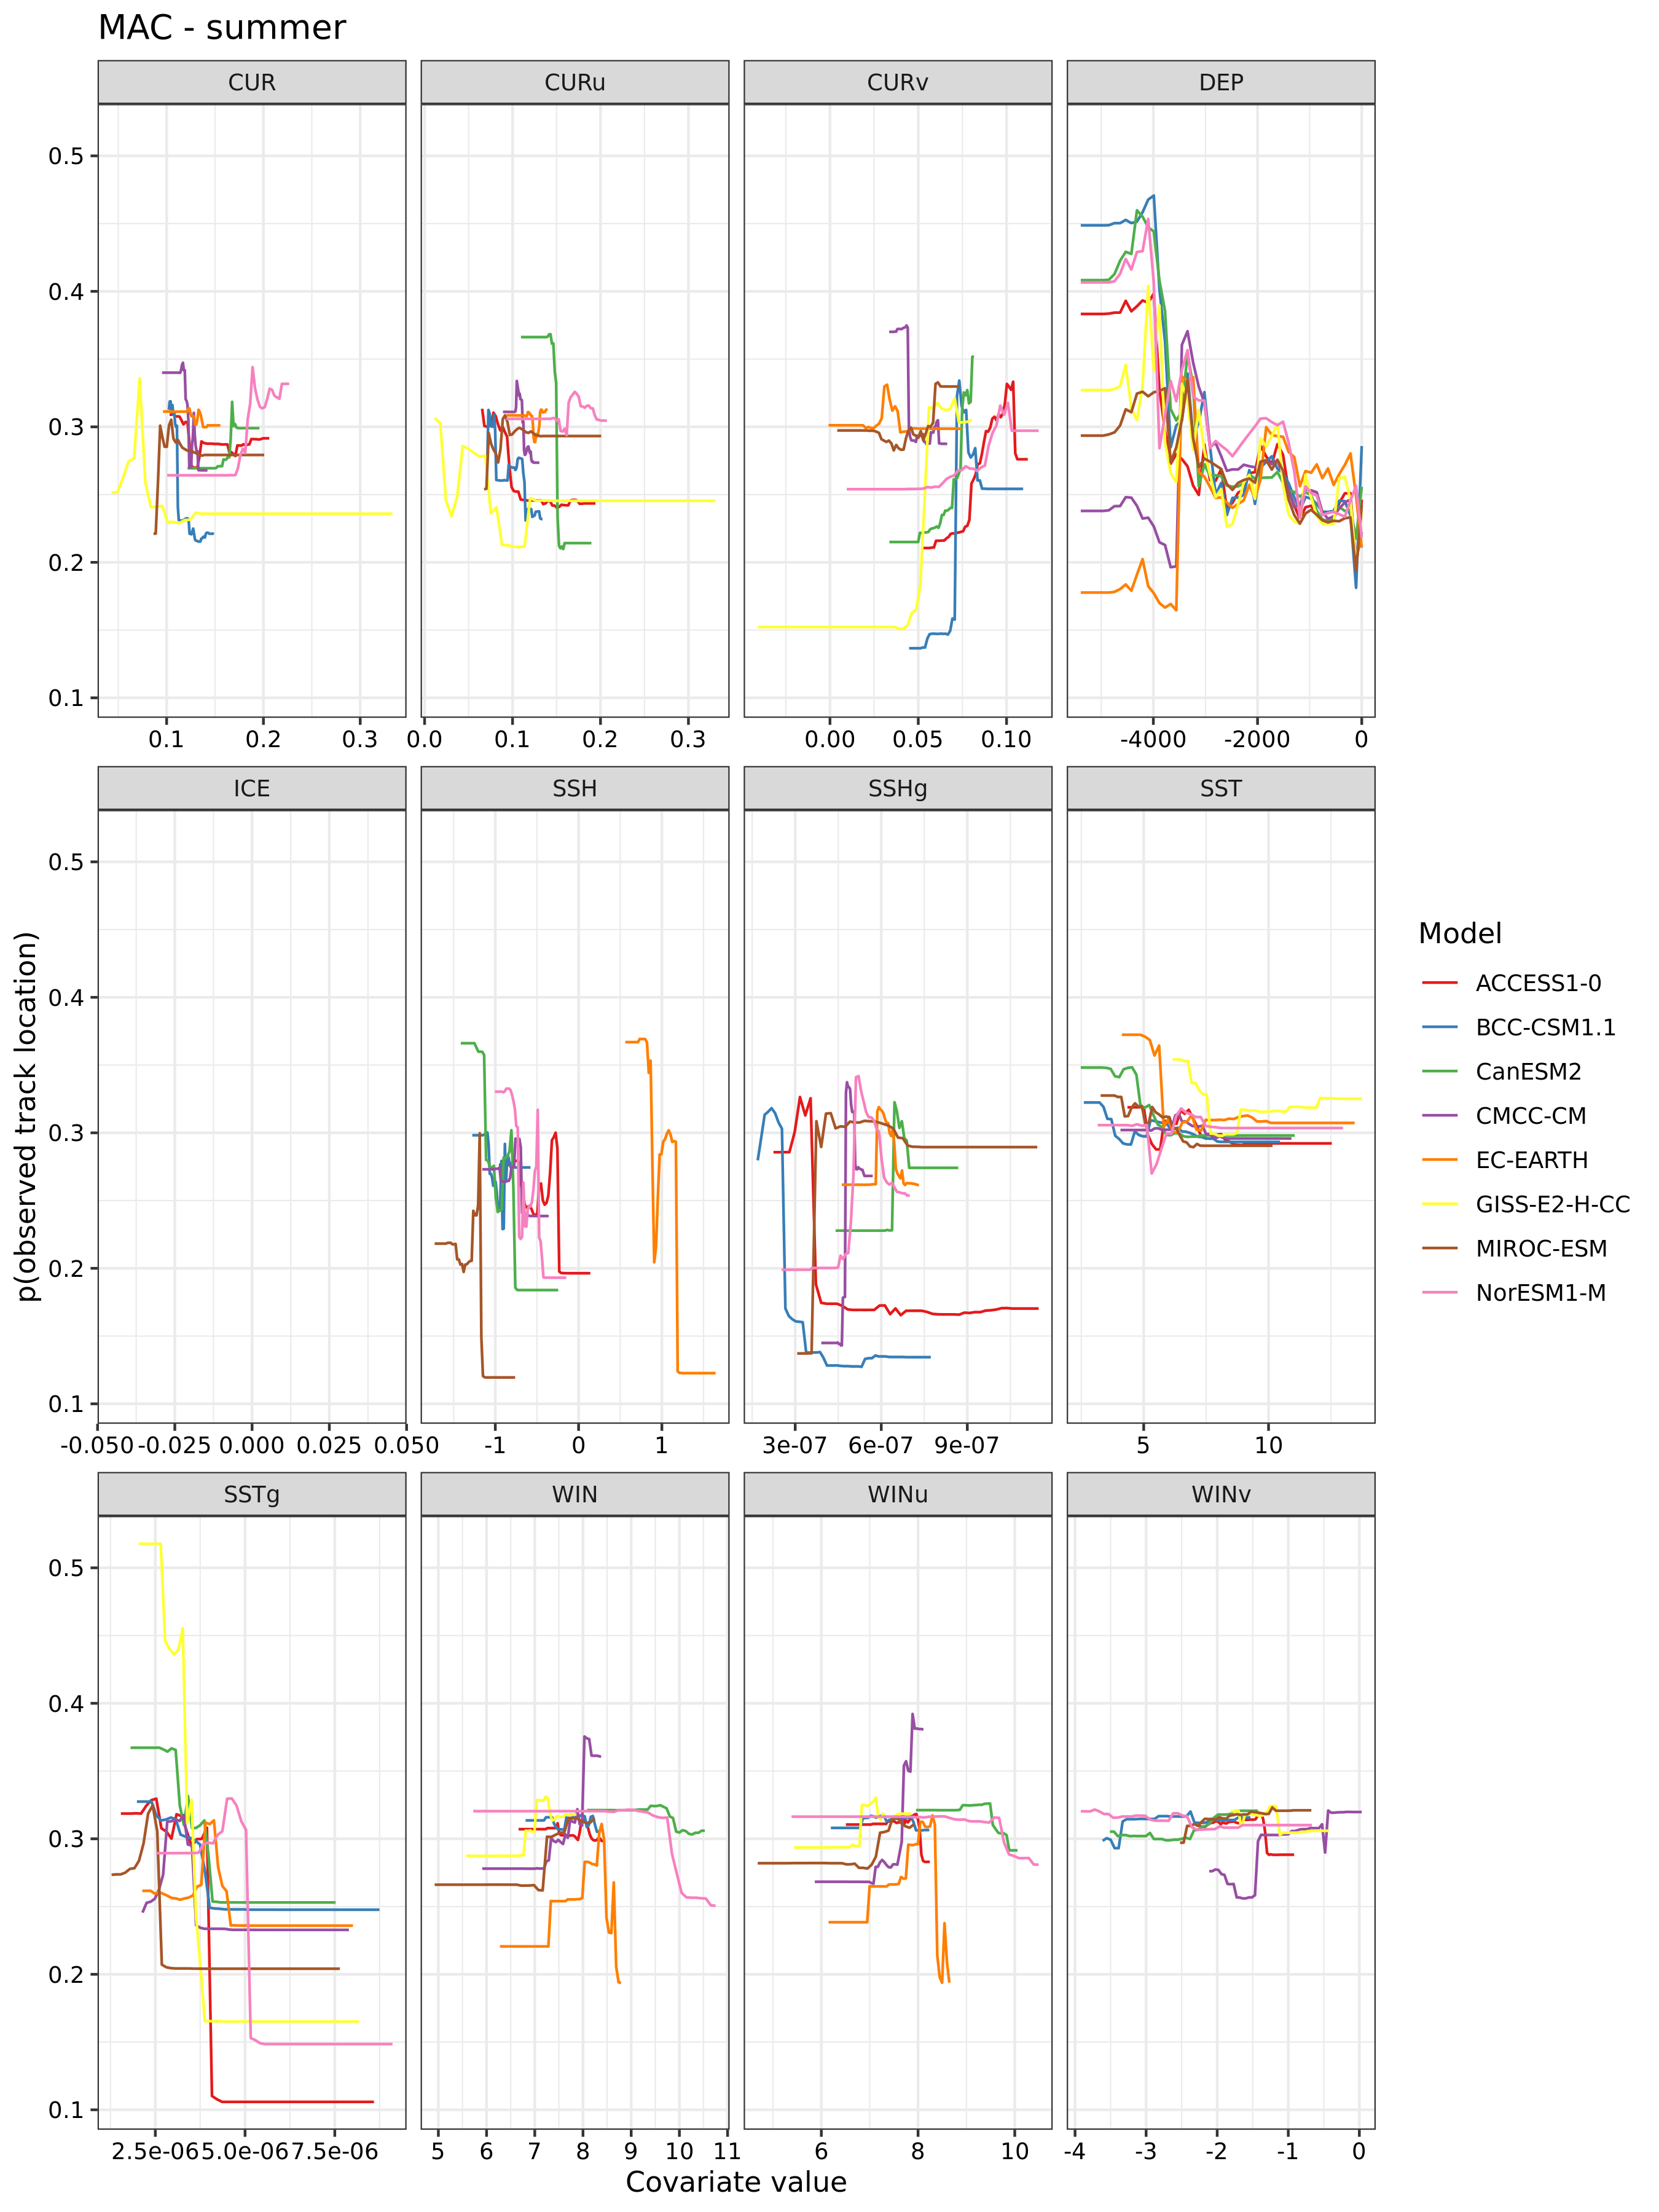 MAC - summer
CUR CURu CURv DEP
0.5
0.4
0.3
0.2
0.1
0.1 0.2 0.3 0.0 0.1 0.2 0.3 0.00 0.05 0.10 -4000 -2000 0
ICE SSH SSHg SST
0.5
0.4
0.3
0.2
0.1
-0.050 -0.025 0.000 0.025 0.050 -1 0 1 3e-07 6e-07 9e-07 5 10
SSTg WIN WINu WINv
0.5
0.4
0.3
0.2
0.1
2.5e-06 5.0e-06 7.5e-06 5 6 7 8 9 10 11 6 8 10 -4 -3 -2 -1 0
Covariate value
p(observed track location)
Model
ACCESS1-0
BCC-CSM1.1
CanESM2
CMCC-CM
EC-EARTH
GISS-E2-H-CC
MIROC-ESM
NorESM1-M